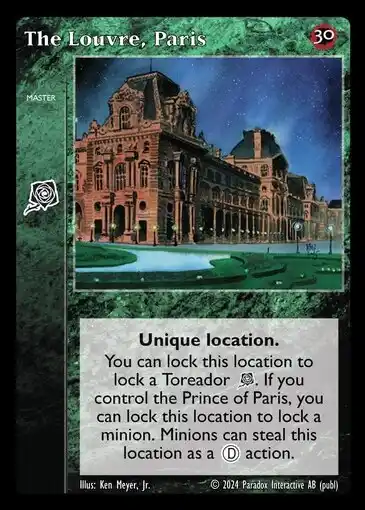 The Louvre, Paris
30
MASTER
Unique location.
You can lock this location to
lock a Toreador. If you
control the Prince of Paris, you
can lock this location to lock a
minion. Minions can steal this
location as a D action.
Illus: Ken Meyer, Jr. © 2024 Paradox Interactive AB (publ)